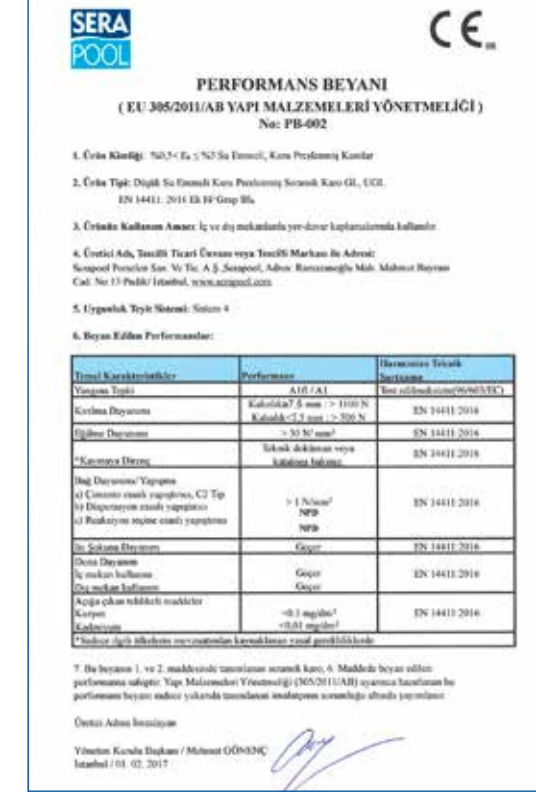 SERA
POOL
CE
PERFORMANS BEYANI
( EU 305/2011/AB YAPI MALZEMELERİ YÖNETMELİĞİ )
No: PB-002
1. Ürün Kimliği: %0,5< Eb ≤ %3 Su Emmeli, Kuru Preslenmiş Karolar
2. Ürün Tipi: Düşük Su Emmeli Kuru Preslenmiş Seramik Karo GL, UGL
EN 14411: 2016 Ek H Grup BIb
3. Ürünün Kullanım Amacı: İç ve dış mekanlarda yer-duvar kaplamalarında kullanılır
4. Üretici Adı, Tescilli Ticari Ünvanı veya Tescilli Markası ile Adresi:
Serapool Porselen San. Ve Tic. A.Ş. Serapool, Adres: Ramazanoğlu Mah. Mahmut Bayram
Cad. No:13 Pedik/ İstanbul, www.serapool.com
5. Uygunluk Teyit Sistemi: Sistem 4
6. Beyan Edilen Performanslar:
Temel Karakteristikler Performans Harmonize Teknik Şartname
Yangına Tepki A1fl / A1 Test edilmeksizin(96/603/EC)
Kırılma Dayanımı Kalınlık≥7,5 mm : > 1100 N
Kalınlık<7,5 mm : > 700 N EN 14411:2016
Eğilme Dayanımı > 30 N/ mm² EN 14411:2016
*Kaymaya Direnç Teknik doküman veya
kataloga bakınız EN 14411:2016
Bağ Dayanımı/ Yapışma
a) Çimento esaslı yapıştırıcı, C2 Tip > 1 N/mm²
b) Dispersiyon esaslı yapıştırıcı NPD
c) Reaksiyon reçine esaslı yapıştırıcı NPD
EN 14411:2016
Isı Şokuna Dayanım Geçer EN 14411:2016
Dona Dayanım
İç mekan kullanım Geçer
Dış mekan kullanım Geçer
EN 14411:2016
Açığa çıkan tehlikeli maddeler
Kurşun <0.1 mg/dm²
Kadmiyum <0,01 mg/dm²
EN 14411:2016
*Sadece ilgili ülkelerin mevzuatından kaynaklanan yasal gerekliliklerde
7. Bu beyanın 1. ve 2. maddesinde tanımlanan seramik karo, 6. Maddede beyan edilen
performansa sahiptir. Yapı Malzemeleri Yönetmeliği (305/2011/AB) uyarınca hazırlanan bu
performans beyanı sadece yukarıda tanımlanan imalatçının sorumluğu altında yayınlanır.
Üretici Adına İmzalayan
Yönetim Kurulu Başkanı / Mehmet GÖNENÇ
İstanbul / 01. 02. 2017